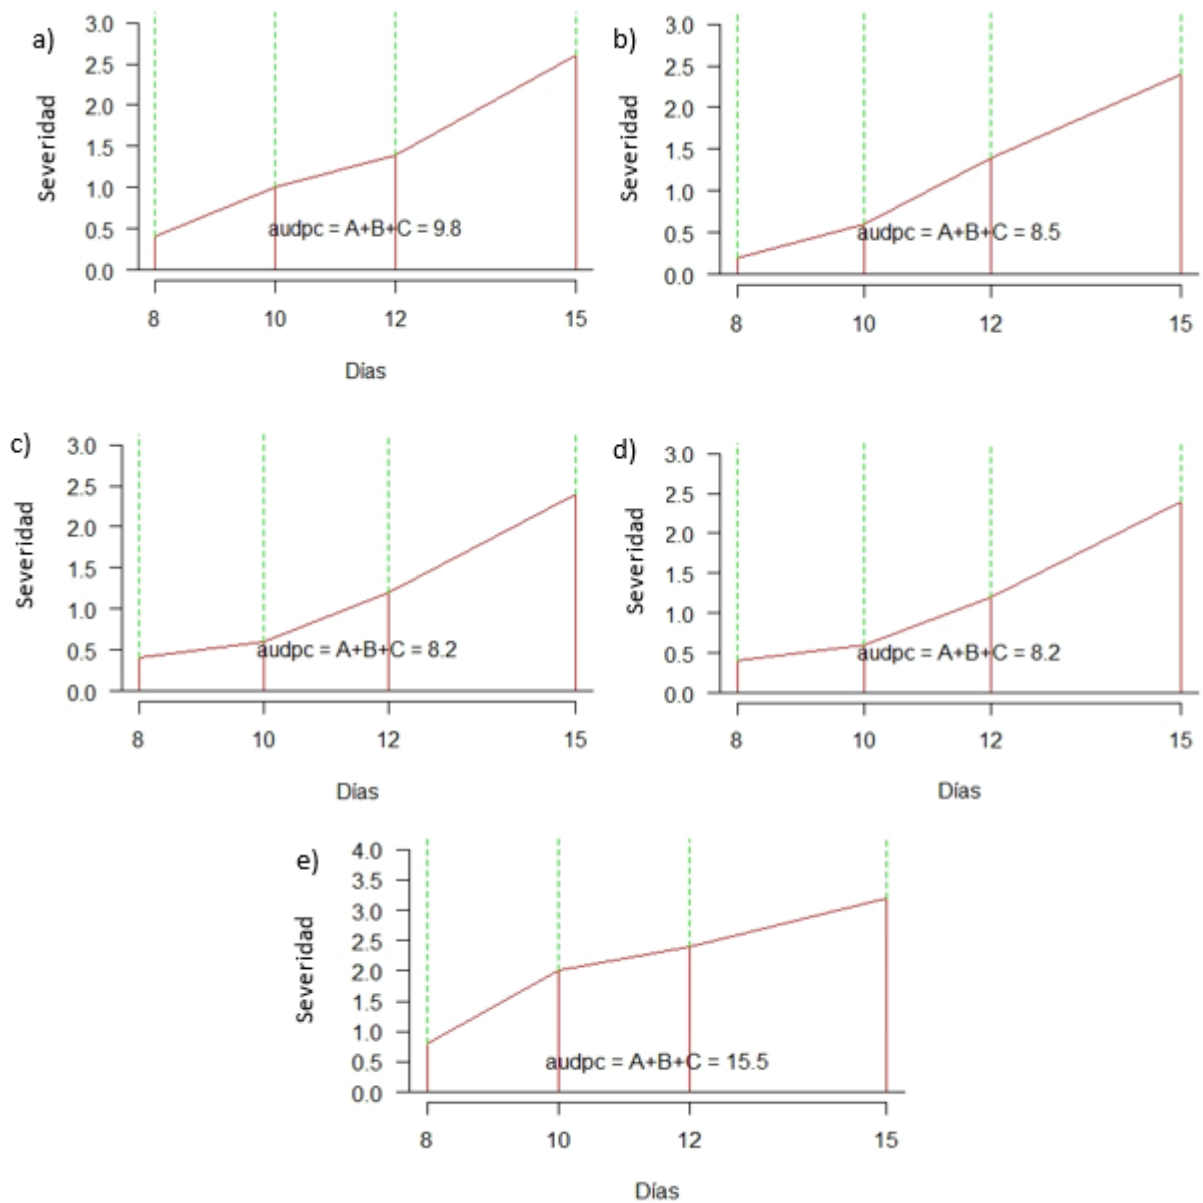 a)
Severidad
3.0
2.5
2.0
1.5
1.0
0.5
0.0
audpc = A+B+C = 9.8
8 10 12 15
Días
b)
Severidad
3.0
2.5
2.0
1.5
1.0
0.5
0.0
audpc = A+B+C = 8.5
8 10 12 15
c)
Severidad
3.0
2.5
2.0
1.5
1.0
0.5
0.0
audpc = A+B+C = 8.2
8 10 12 15
Días
d)
Severidad
3.0
2.5
2.0
1.5
1.0
0.5
0.0
audpc = A+B+C = 8.2
8 10 12 15
Días
e)
Severidad
4.0
3.5
3.0
2.5
2.0
1.5
1.0
0.5
0.0
audpc = A+B+C = 15.5
8 10 12 15
Días